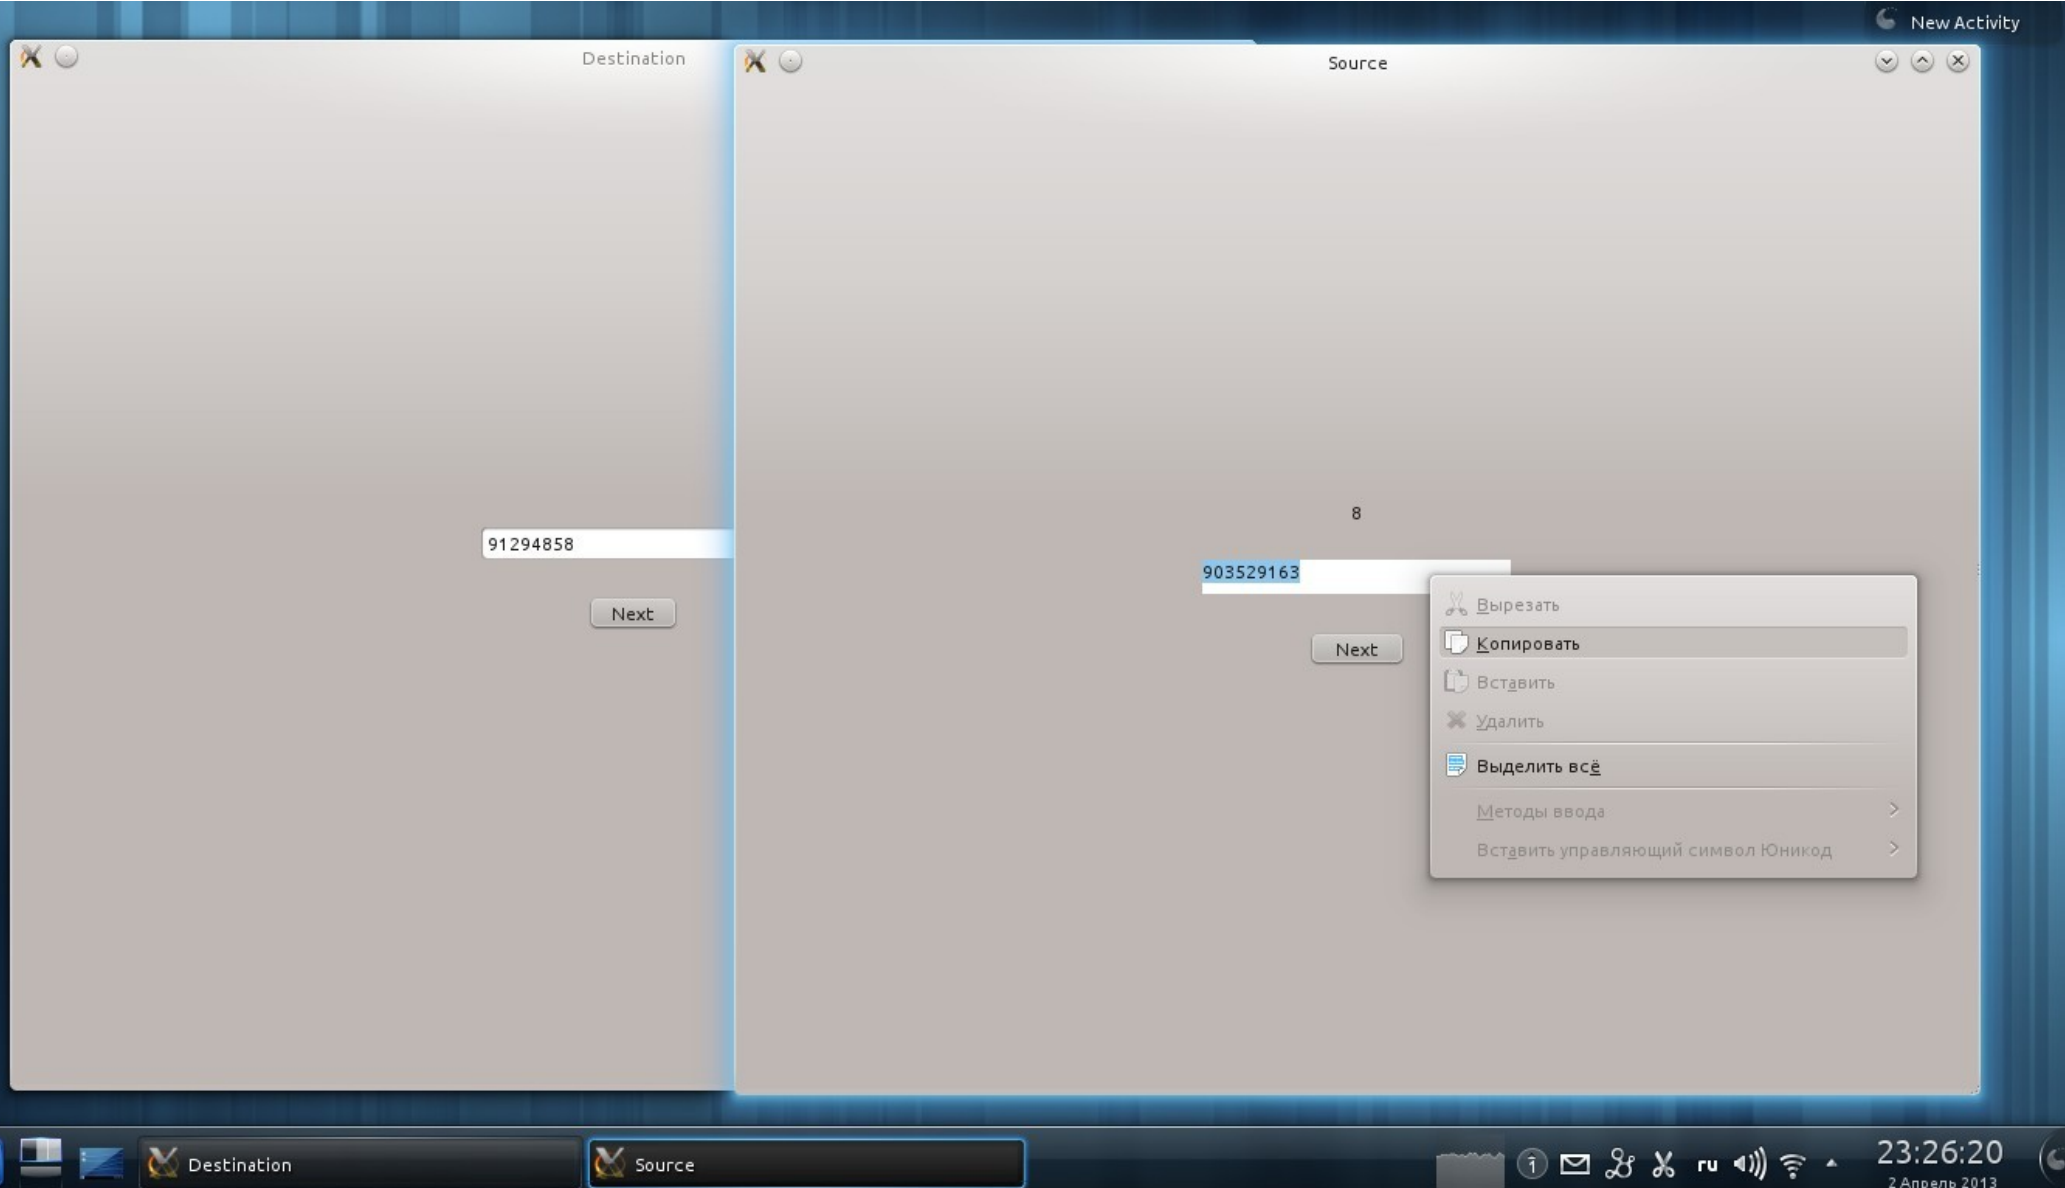 New Activity
Destination
Source
8
91294858
903529163
Next
Next
Вырезать
Копировать
Вставить
Удалить
Выделить всё
Методы ввода
Вставить управляющий символ Юникод
Destination
Source
ru
23:26:20
2 Апрель 2013